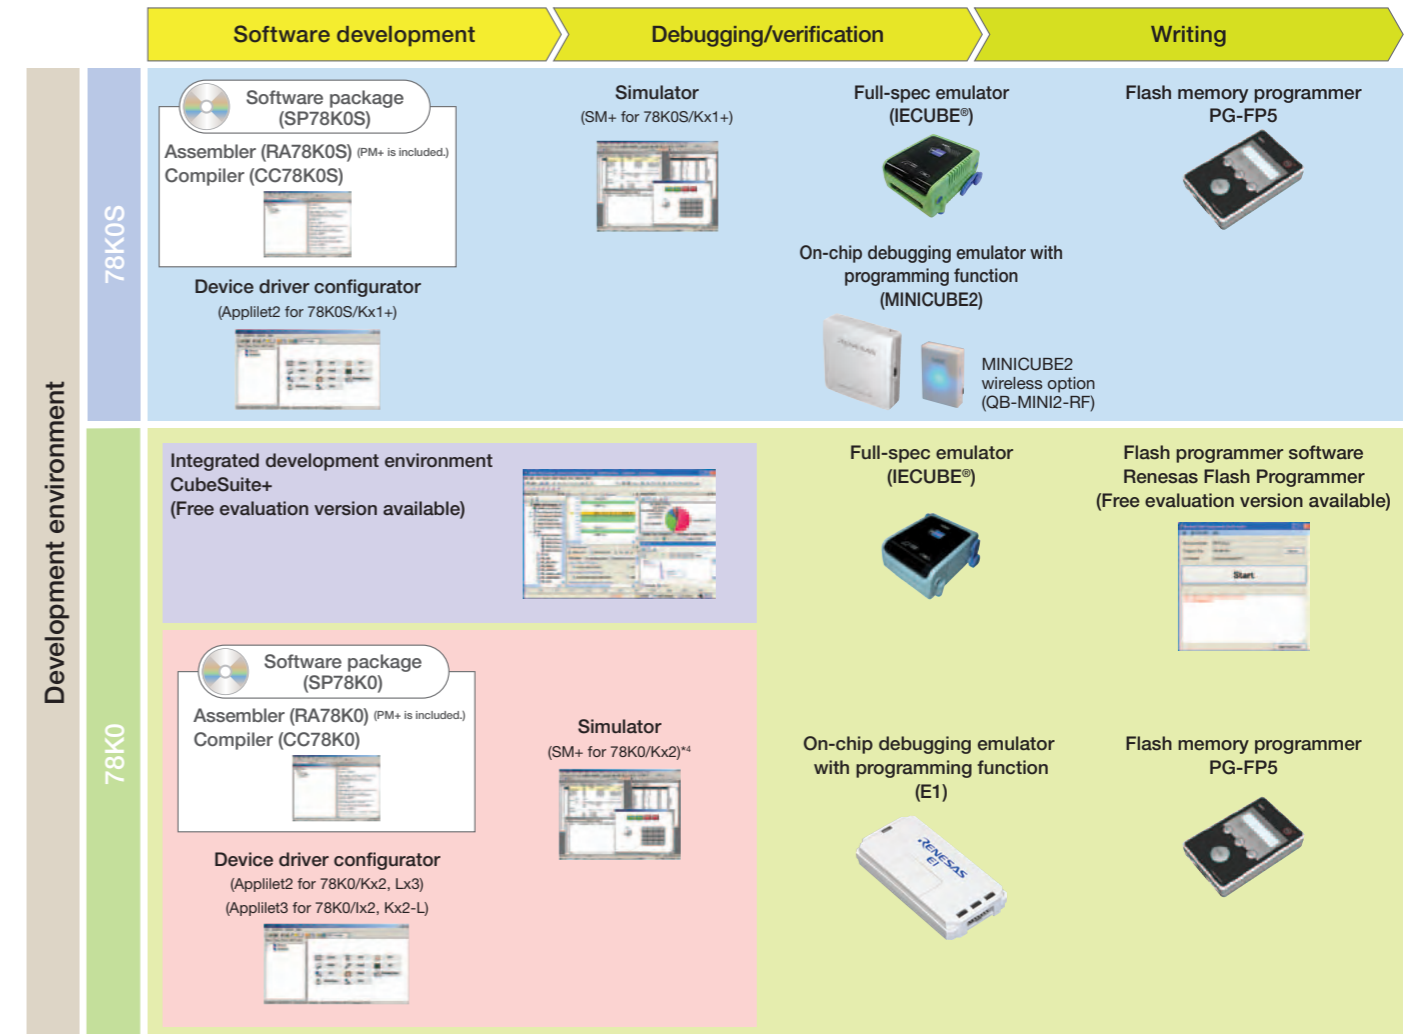 Software development
Debugging/verification
Writing
Development environment
78K0S
Software package
(SP78K0S)
Assembler (RA78K0S) (PM+ is included.)
Compiler (CC78K0S)
Device driver configurator
(Applilet2 for 78K0S/Kx1+)
Simulator
(SM+ for 78K0S/Kx1+)
Full-spec emulator
(IECUBE®)
On-chip debugging emulator with
programming function
(MINICUBE2)
RENESAS
MINICUBE2
wireless option
(QB-MINI2-RF)
Flash memory programmer
PG-FP5
78K0
Integrated development environment
CubeSuite+
(Free evaluation version available)
Software package
(SP78K0)
Assembler (RA78K0) (PM+ is included.)
Compiler (CC78K0)
Device driver configurator
(Applilet2 for 78K0/Kx2, Lx3)
(Applilet3 for 78K0/Ix2, Kx2-L)
Simulator
(SM+ for 78K0/Kx2)*4
Full-spec emulator
(IECUBE®)
On-chip debugging emulator
with programming function
(E1)
RENESAS
E1
Flash programmer software
Renesas Flash Programmer
(Free evaluation version available)
Start
Flash memory programmer
PG-FP5